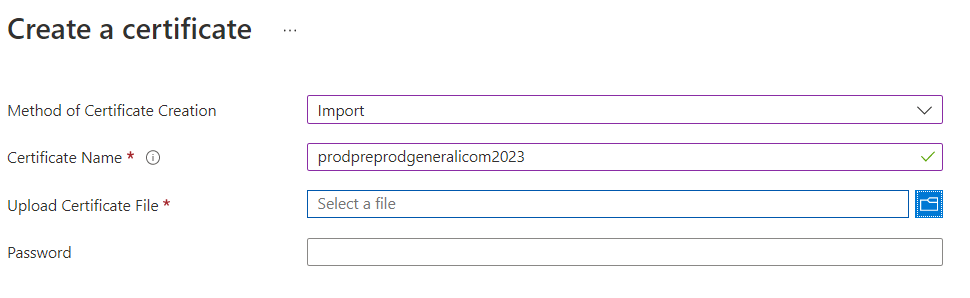 Create a certificate ...
Method of Certificate Creation Import
Certificate Name * prodpreprodgeneralicom2023
Upload Certificate File * Select a file
Password